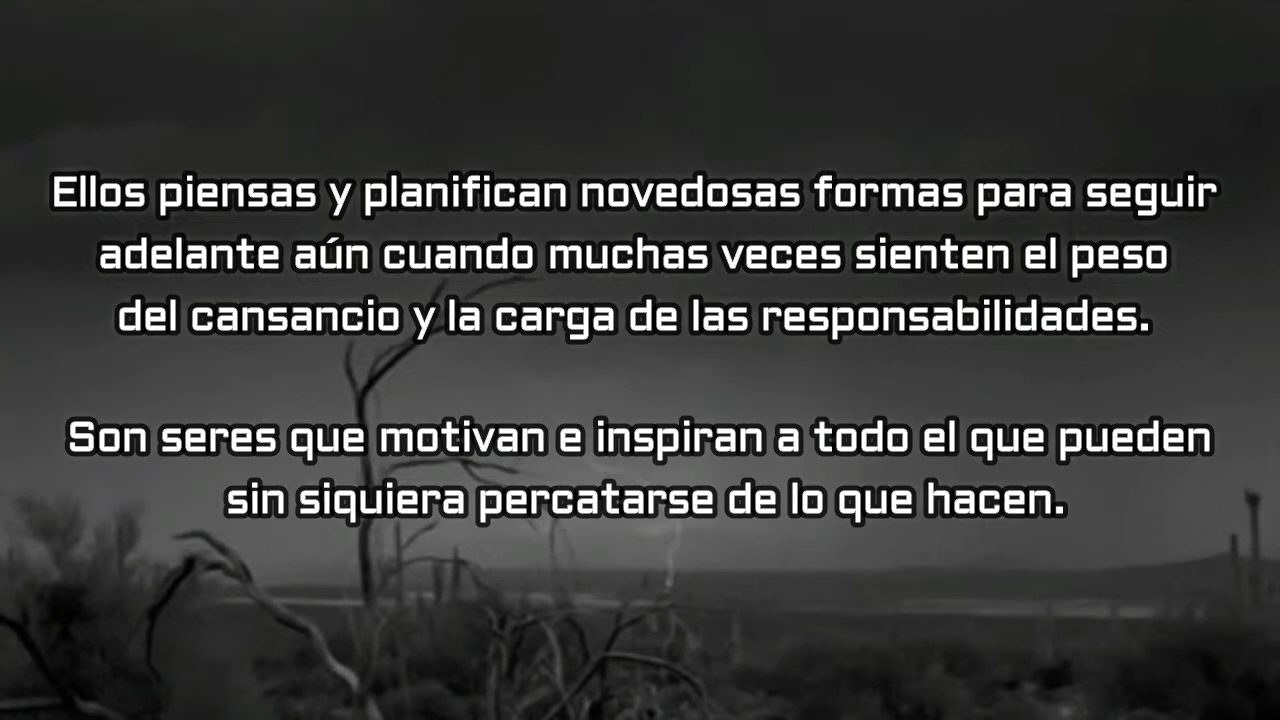 Ellos piensas y planifican novedosas formas para seguir
adelante aún cuando muchas veces sienten el peso
del cansancio y la carga de las responsabilidades.
Son seres que motivan e inspiran a todo el que pueden
sin siquiera percatarse de lo que hacen.